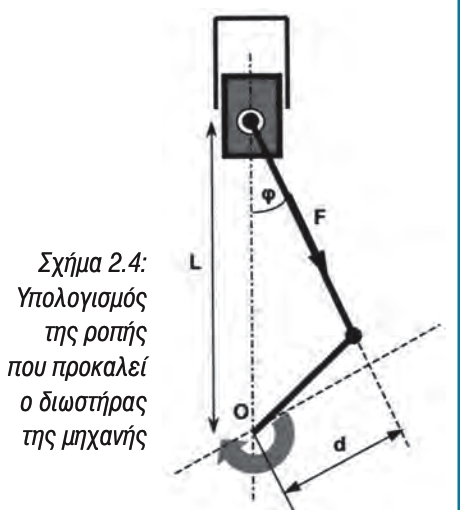 φ
F
L
Σχήμα 2.4:
Υπολογισμός
της ροπής
που προκαλεί
ο διωστήρας
της μηχανής
O
d